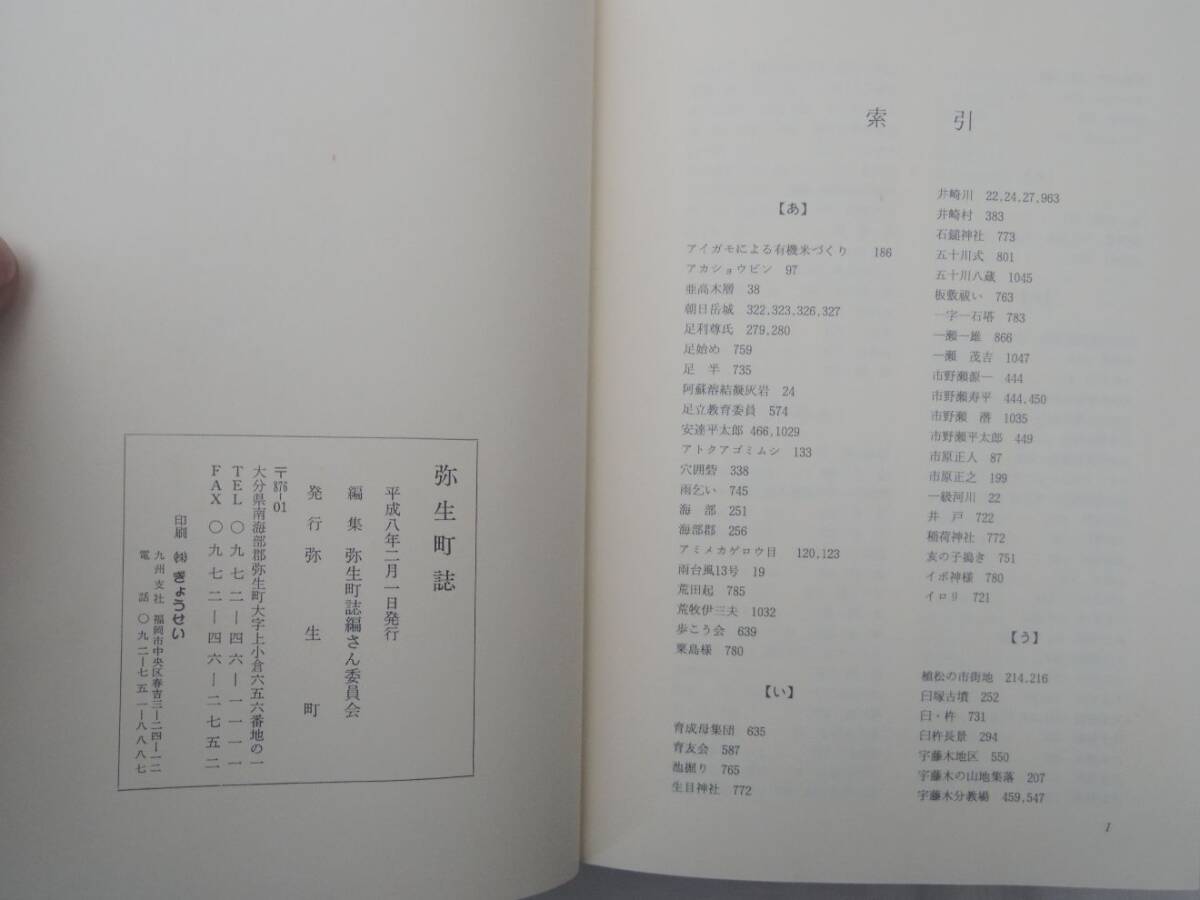 弥生町誌
平成八年二月一日発行
編集 弥生町誌編さん委員会
発行 弥生町
〒876-01
大分県南海部郡弥生町大字上小倉六五六番地の一
TEL 〇九七二―四六―一一一一
FAX 〇九七二―四六―二七五二
印刷 ㈱ぎょうせい
九州支社 福岡市中央区春吉三―二四―一二
電話 〇九二―七五一―八八八七
索引
【あ】
アイガモによる有機米づくり 186
アカショウビン 97
亜高木層 38
朝日岳城 322,323,326,327
足利尊氏 279,280
足始め 759
足半 735
阿蘇溶結凝灰岩 24
足立教育委員 574
安達平太郎 466,1029
アトクアゴミムシ 133
穴囲砦 338
雨乞い 745
海部 251
海部郡 256
アミメカゲロウ目 120,123
雨台風13号 19
荒田起 785
荒牧伊三夫 1032
歩こう会 639
粟島様 780
【い】
育成母集団 635
育友会 587
池掘り 765
生目神社 772
井崎川 22,24,27,963
井崎村 383
石鎚神社 773
五十川式 801
五十川八蔵 1045
板敷祓い 763
一字一石塔 783
一瀬一雄 866
一瀬 茂吉 1047
市野瀬源一 444
市野瀬寿平 444,450
市野瀬 潛 1035
市野瀬平太郎 449
市原正人 87
市原正之 199
一級河川 22
井戸 722
稲荷神社 772
亥の子搗き 751
イボ神様 780
イロリ 721
【う】
植松の市街地 214,216
臼塚古墳 252
臼・杵 731
臼杵長景 294
宇藤木地区 550
宇藤木の山地集落 207
宇藤木分教場 459,547
1